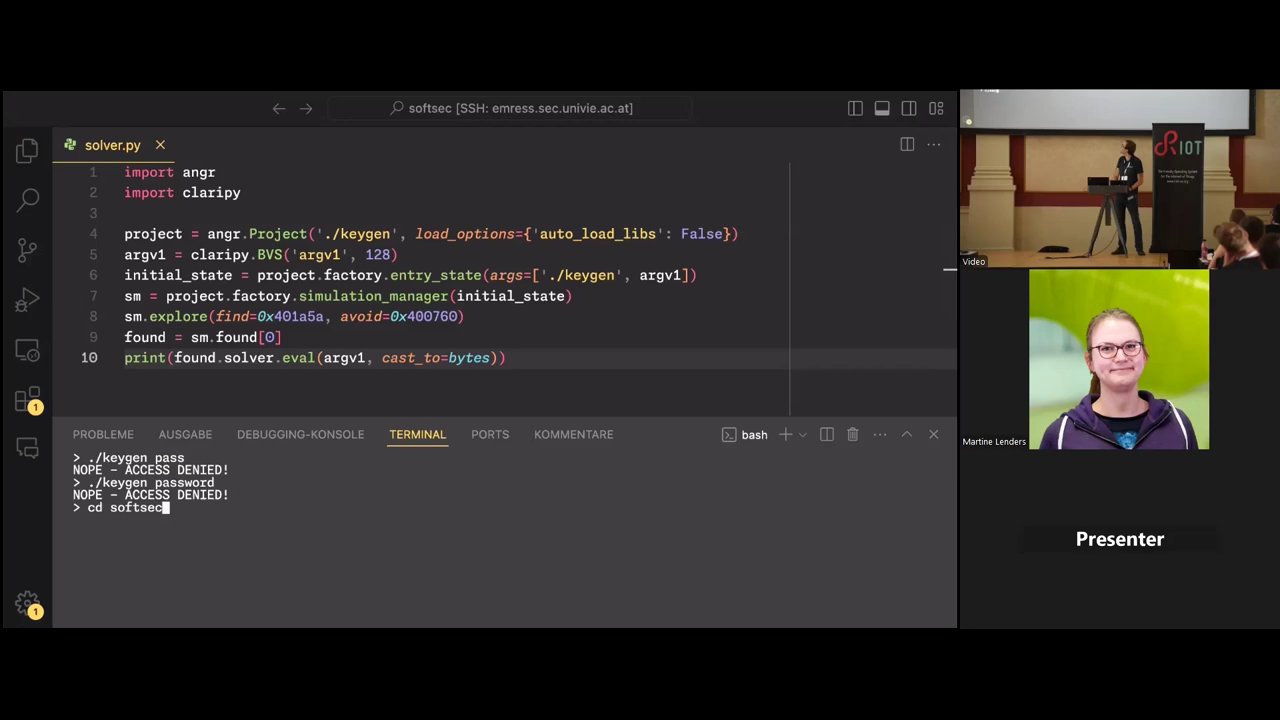 softsec [SSH: emress.sec.univie.ac.at]
solver.py
1 import angr
2 import claripy
3
4 project = angr.Project('./keygen', load_options={'auto_load_libs': False})
5 argv1 = claripy.BVS('argv1', 128)
6 initial_state = project.factory.entry_state(args=['./keygen', argv1])
7 sm = project.factory.simulation_manager(initial_state)
8 sm.explore(find=0x401a5a, avoid=0x400760)
9 found = sm.found[0]
10 print(found.solver.eval(argv1, cast_to=bytes))
PROBLEME AUSGABE DEBUGGING-KONSOLE TERMINAL PORTS KOMMENTARE bash
> ./keygen pass
NOPE – ACCESS DENIED!
> ./keygen password
NOPE – ACCESS DENIED!
> cd softsec
1
1
RIOT
Video
Martine Lenders
Presenter